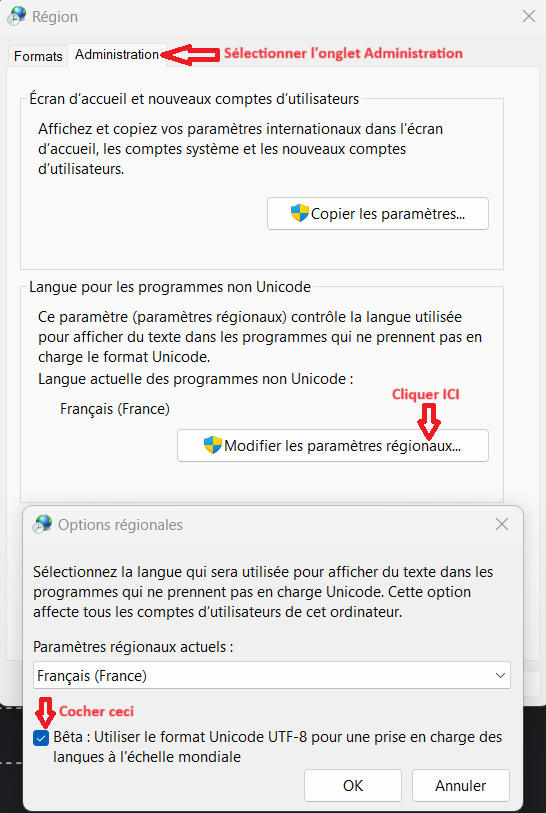 Région
Formats
Administration
Sélectionner l'onglet Administration
Écran d’accueil et nouveaux comptes d’utilisateurs
Affichez et copiez vos paramètres internationaux dans l’écran
d’accueil, les comptes système et les nouveaux comptes
d’utilisateurs.
Copier les paramètres...
Langue pour les programmes non Unicode
Ce paramètre (paramètres régionaux) contrôle la langue utilisée
pour afficher du texte dans les programmes qui ne prennent pas en
charge le format Unicode.
Langue actuelle des programmes non Unicode :
Français (France)
Cliquer ICI
Modifier les paramètres régionaux...
Options régionales
Sélectionnez la langue qui sera utilisée pour afficher du texte dans les
programmes qui ne prennent pas en charge Unicode. Cette option
affecte tous les comptes d’utilisateurs de cet ordinateur.
Paramètres régionaux actuels :
Français (France)
Cocher ceci
Bêta : Utiliser le format Unicode UTF-8 pour une prise en charge des
langues à l'échelle mondiale
OK
Annuler